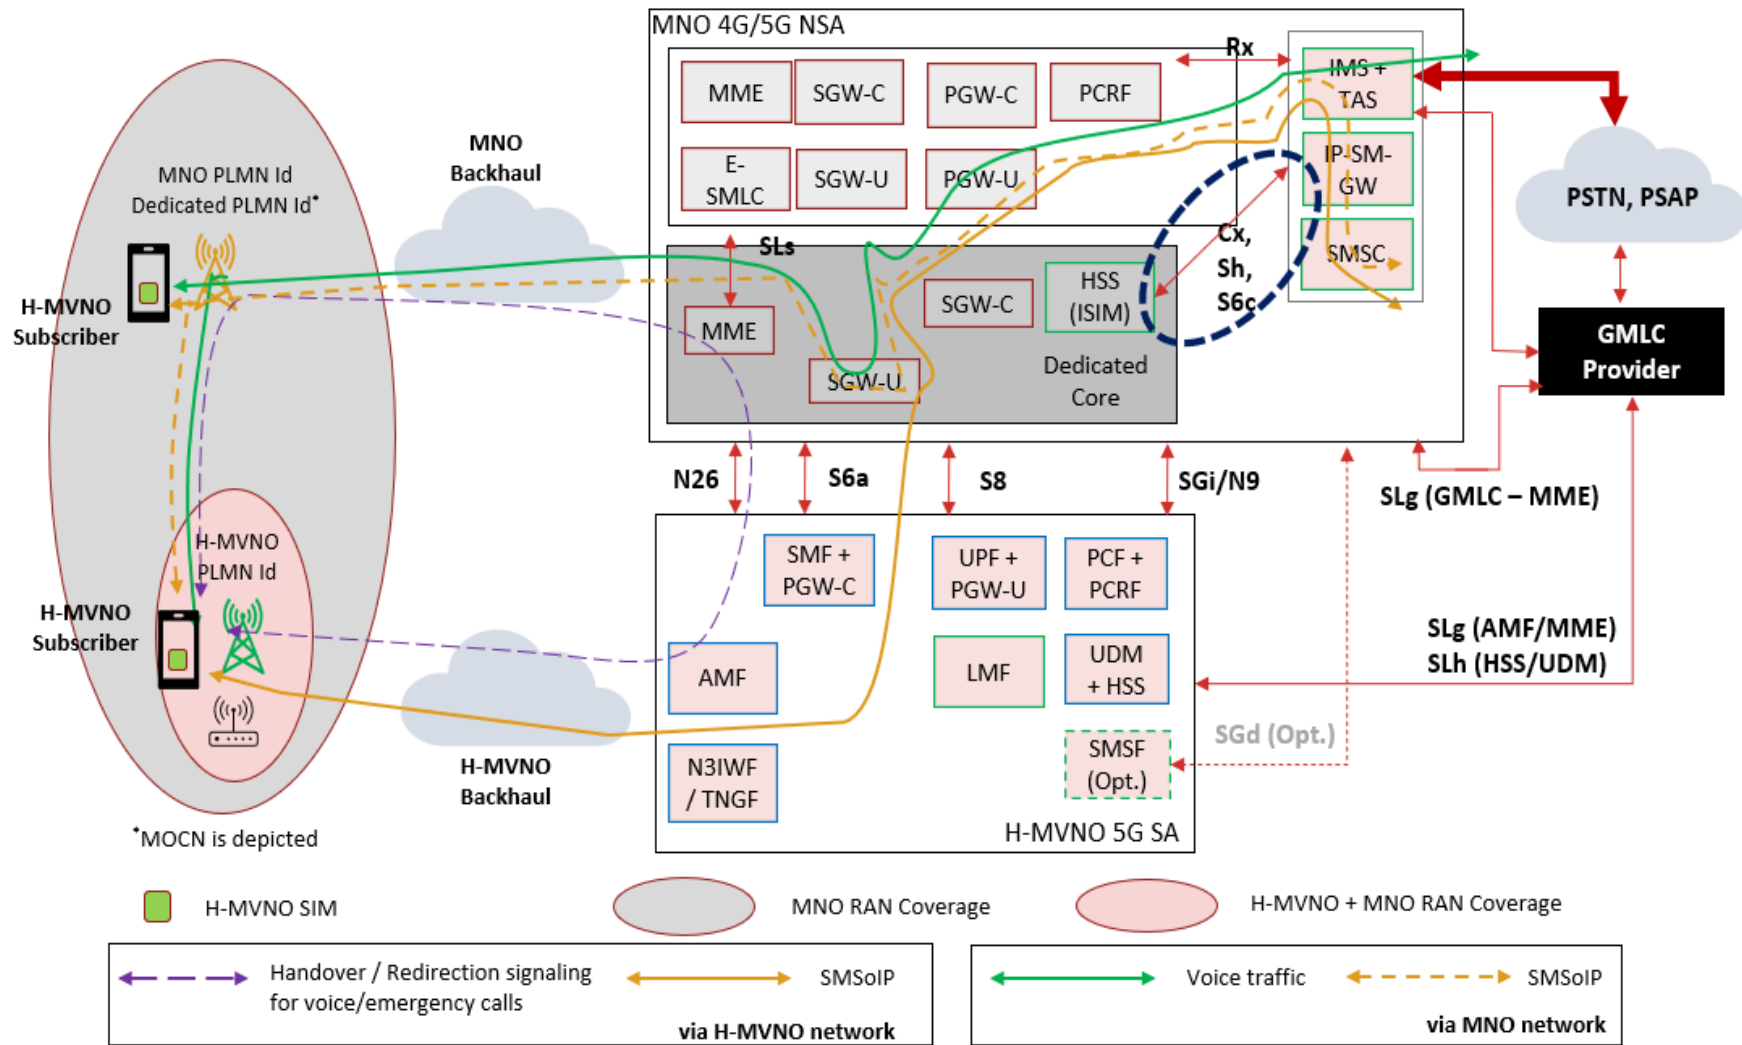 MNO 4G/5G NSA
MME
SGW-C
PGW-C
PCRF
E-
SMLC
SGW-U
PGW-U
Rx
IMS +
TAS
IP-SM-
GW
SMSC
PSTN, PSAP
MNO
Backhaul
MNO PLMN Id
Dedicated PLMN Id*
H-MVNO
Subscriber
SLs
MME
SGW-U
SGW-C
HSS
(ISIM)
Dedicated
Core
Cx,
Sh,
S6c
GMLC
Provider
N26
S6a
S8
SGi/N9
SLg (GMLC – MME)
H-MVNO
PLMN Id
H-MVNO
Subscriber
SMF +
PGW-C
UPF +
PGW-U
PCF +
PCRF
AMF
LMF
UDM
+ HSS
SLg (AMF/MME)
SLh (HSS/UDM)
N3IWF
/ TNGF
SMSF
(Opt.)
SGd (Opt.)
H-MVNO
Backhaul
H-MVNO 5G SA
*MOCN is depicted
H-MVNO SIM
MNO RAN Coverage
H-MVNO + MNO RAN Coverage
Handover / Redirection signaling
for voice/emergency calls
SMSoIP
via H-MVNO network
Voice traffic
SMSoIP
via MNO network